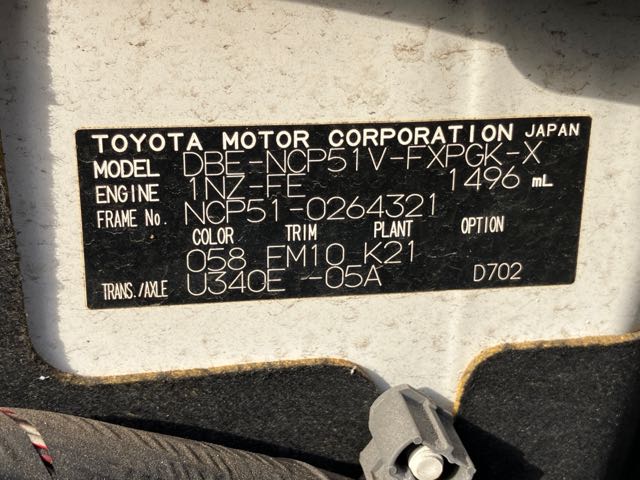 TOYOTA MOTOR CORPORATION JAPAN
MODEL DBE-NCP51V-FXPGK-X
ENGINE 1NZ-FE 1496 mL
FRAME No. NCP51-0264321
COLOR TRIM PLANT OPTION
058 FM10 K21
TRANS./AXLE U340E -05A D702